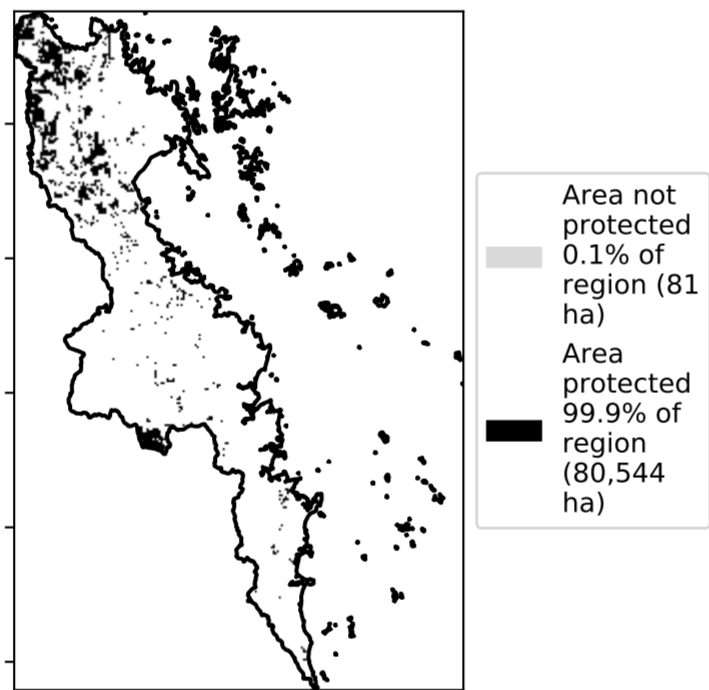 Area not
protected
0.1% of
region (81
ha)
Area
protected
99.9% of
region
(80,544
ha)